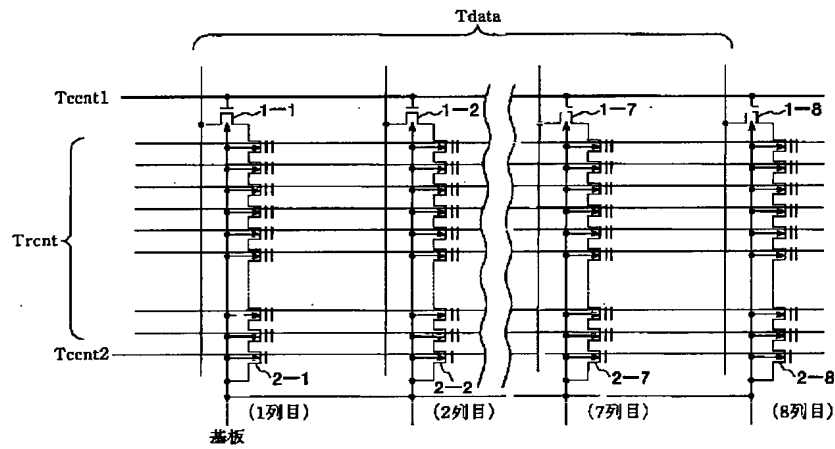 Tdata
Tccnt1
1—1
1—2
1—7
1—8
Trcnt
Tccnt2
2—1
2—2
2—7
2—8
(1列目)
(2列目)
(7列目)
(8列目)
基板